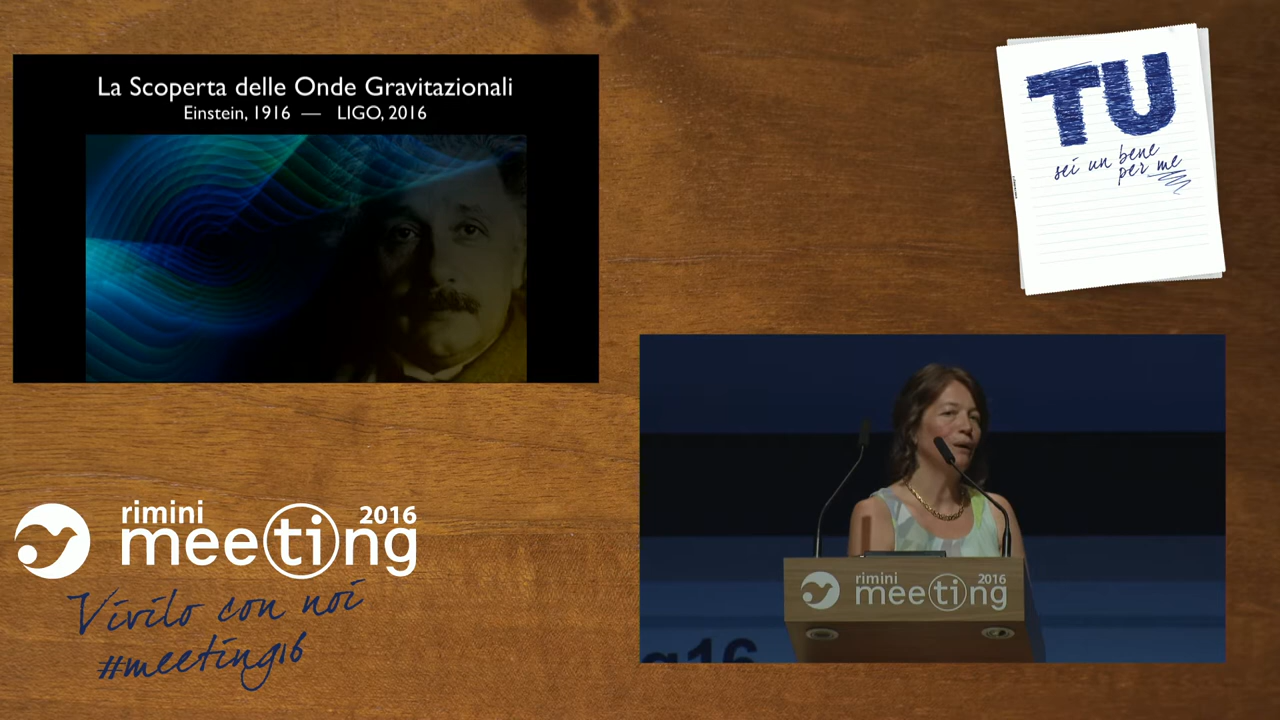 La Scoperta delle Onde Gravitazionali
Einstein, 1916 — LIGO, 2016
TU
sei un bene
per me
rimini 2016
meeting
Vivilo con noi
#meeting16
rimini 2016
meeting
g16